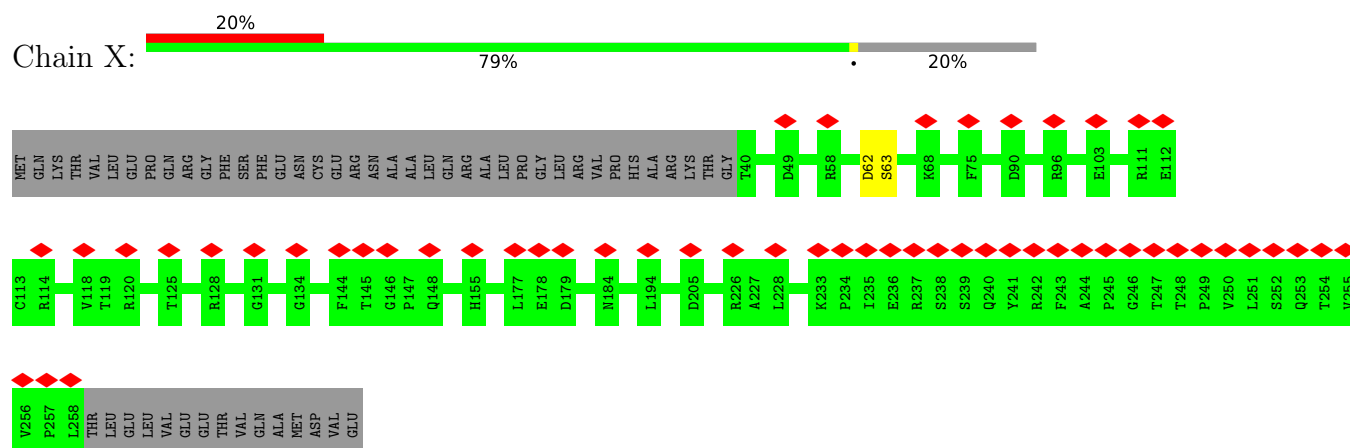 20%
Chain X:
79% • 20%
MET GLN LYS THR VAL LEU GLU PRO GLN ARG GLY PHE SER PHE GLU ASN CYS GLU ARG ASN ALA ALA LEU GLN ARG ALA LEU PRO GLY LEU ARG VAL PRO HIS ALA ARG LYS THR GLY T40 D49 R58 D62 S63 K68 F75 D90 R96 E103 R111 E112
C113 R114 V118 T119 R120 T125 R128 G131 G134 F144 T145 G146 P147 Q148 H155 L177 E178 D179 N184 L194 D205 R226 A227 L228 K233 P234 I235 E236 R237 S238 S239 Q240 Y241 R242 F243 A244 P245 G246 T247 T248 P249 V250 L251 S252 Q253 T254
V256 P257 L258 THR LEU GLU LEU VAL GLU GLU THR VAL GLN ALA MET ASP VAL GLU